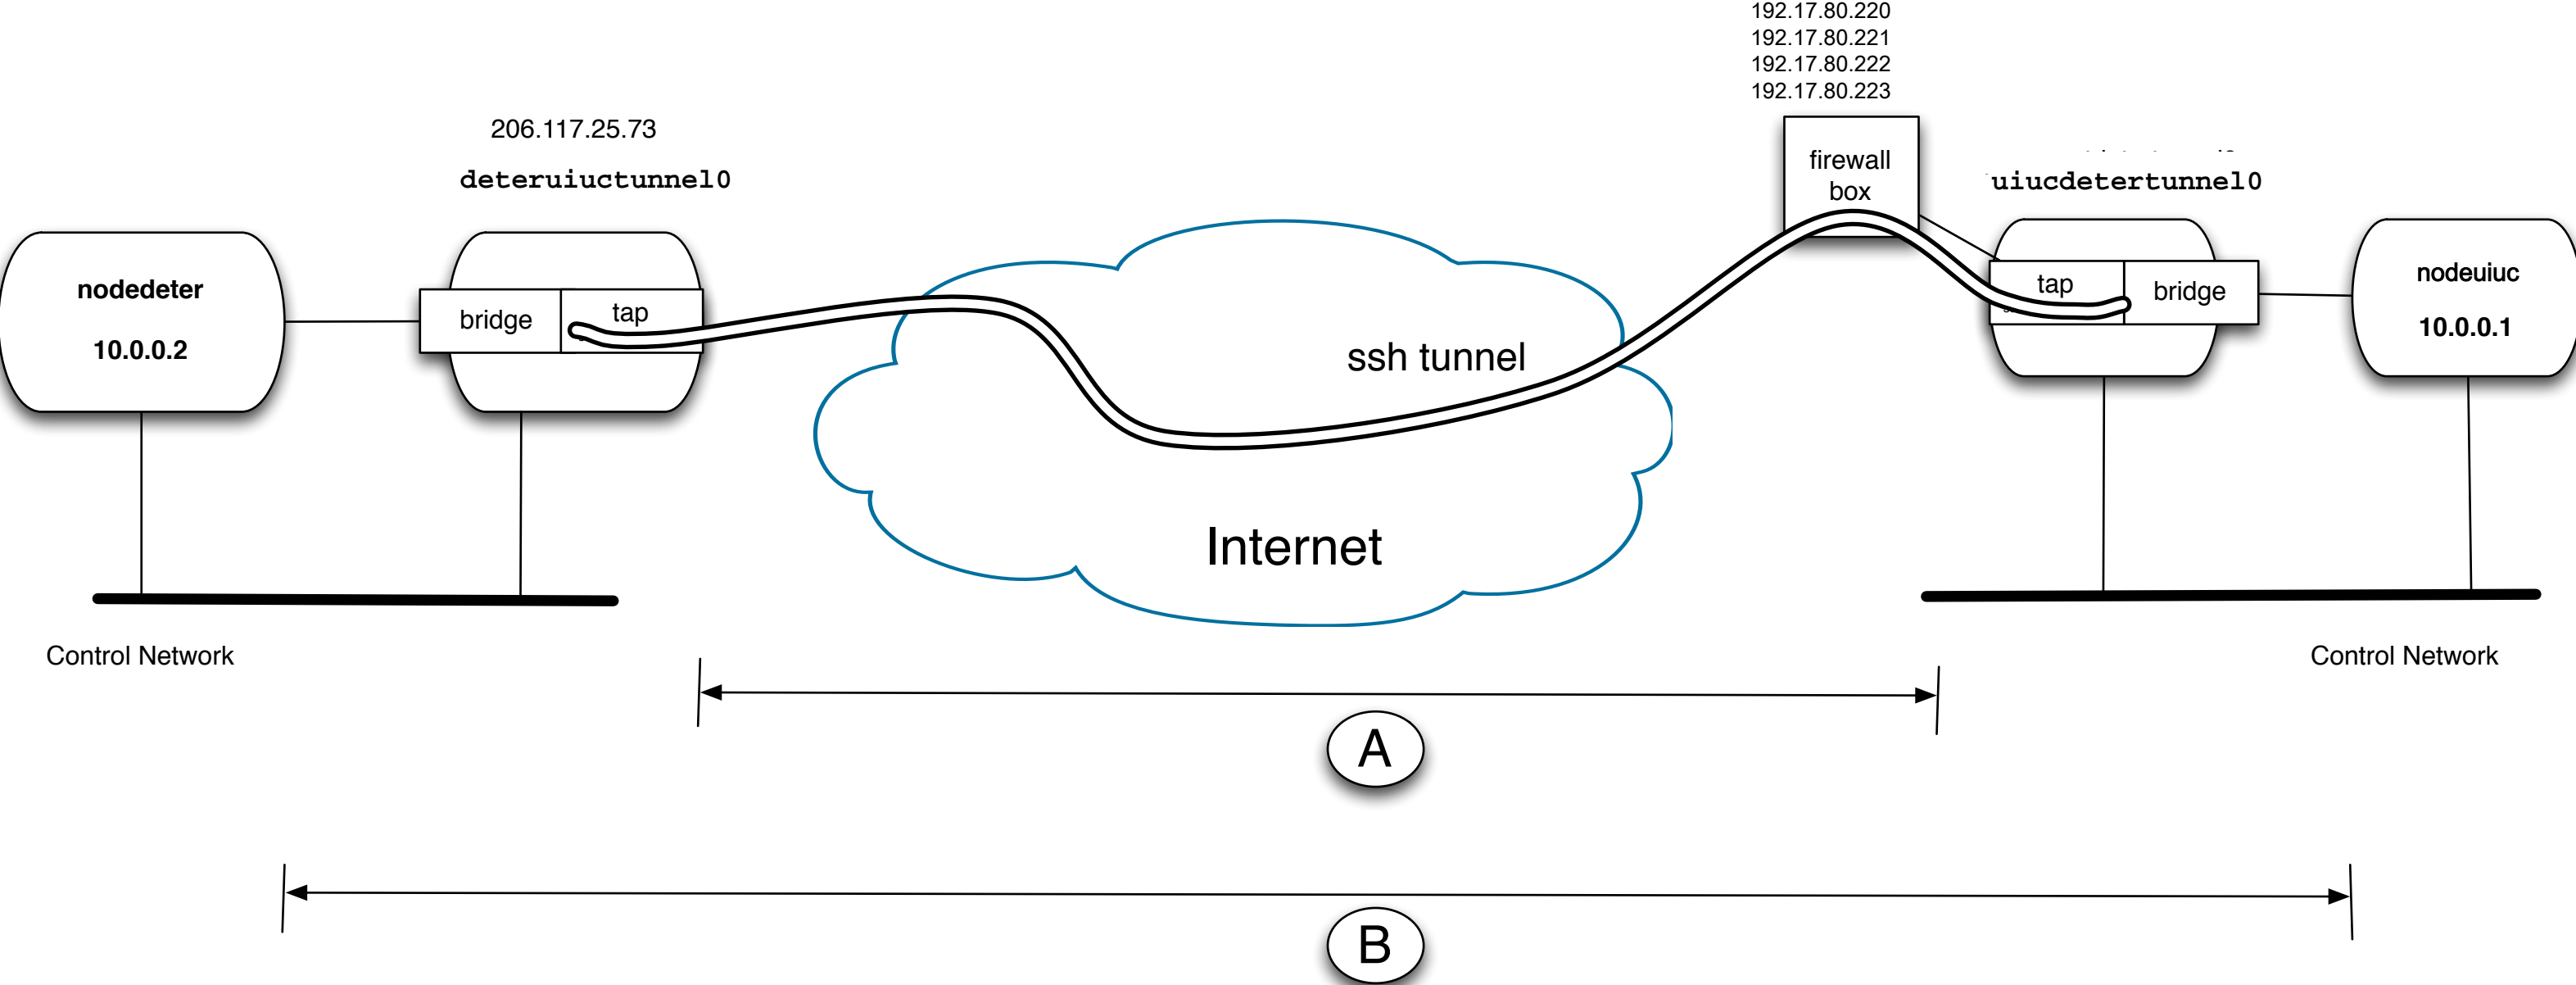 192.17.80.220
192.17.80.221
192.17.80.222
192.17.80.223
206.117.25.73
deteruiuctunnel0
firewall
box
uiucdetertunnel0
nodedeter
10.0.0.2
bridge
tap
ssh tunnel
Internet
tap
bridge
nodeuiuc
10.0.0.1
Control Network
Control Network
A
B